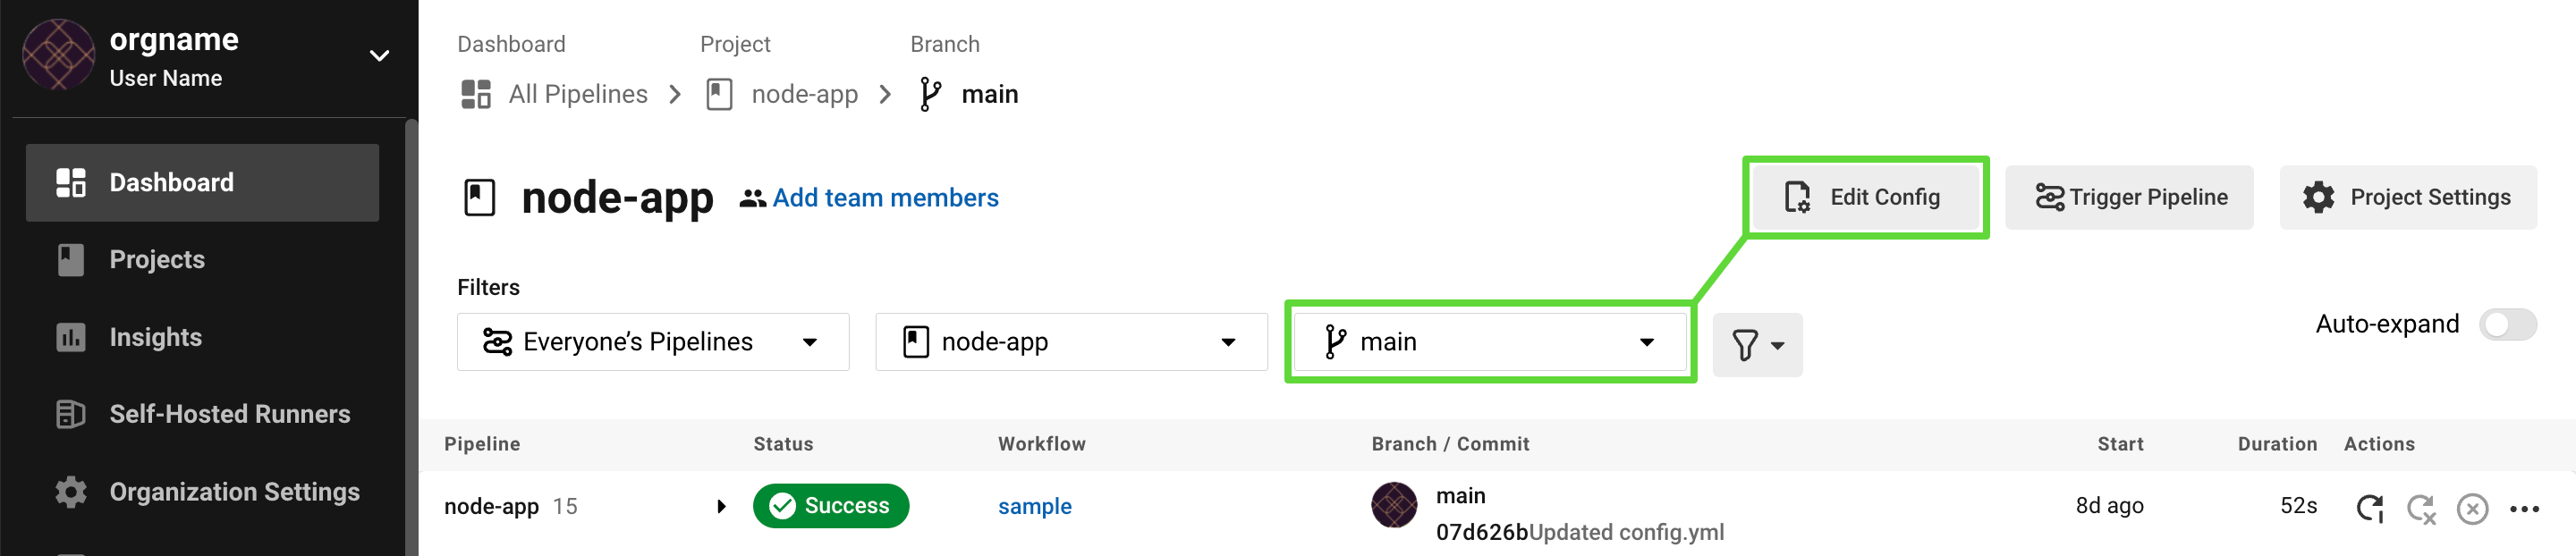 orgname
User Name
Dashboard
Projects
Insights
Self-Hosted Runners
Organization Settings
Dashboard Project Branch
All Pipelines node-app main
node-app Add team members Edit Config Trigger Pipeline Project Settings
Filters
Everyone’s Pipelines node-app main Auto-expand
Pipeline Status Workflow Branch / Commit Start Duration Actions
node-app 15 Success sample main 8d ago 52s
07d626bUpdated config.yml